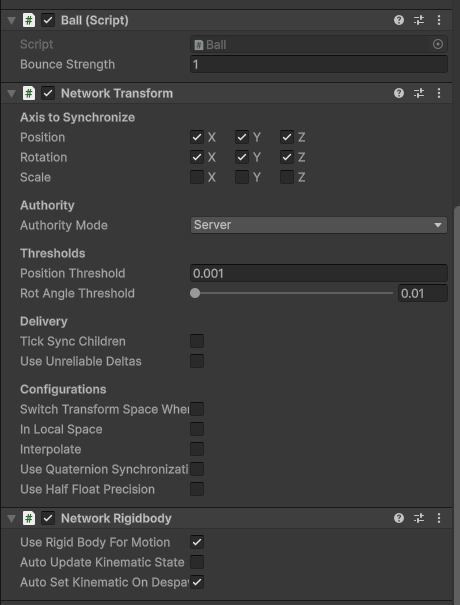 # Ball (Script)
Script # Ball
Bounce Strength 1
# Network Transform
Axis to Synchronize
Position X Y Z
Rotation X Y Z
Scale X Y Z
Authority
Authority Mode Server
Thresholds
Position Threshold 0.001
Rot Angle Threshold 0.01
Delivery
Tick Sync Children
Use Unreliable Deltas
Configurations
Switch Transform Space Wher
In Local Space
Interpolate
Use Quaternion Synchronizati
Use Half Float Precision
# Network Rigidbody
Use Rigid Body For Motion
Auto Update Kinematic State
Auto Set Kinematic On Despa